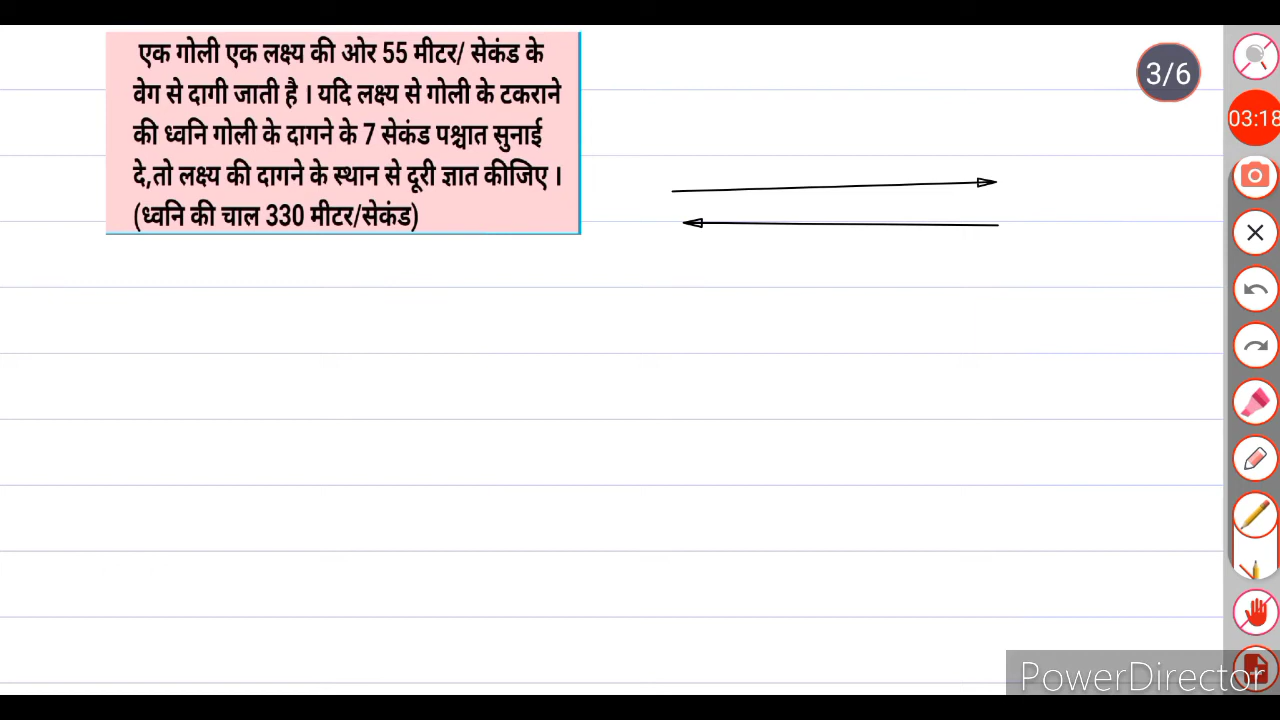 एक गोली एक लक्ष्य की ओर 55 मीटर/ सेकंड के
वेग से दागी जाती है । यदि लक्ष्य से गोली के टकराने
की ध्वनि गोली के दागने के 7 सेकंड पश्चात सुनाई
दे,तो लक्ष्य की दागने के स्थान से दूरी ज्ञात कीजिए ।
(ध्वनि की चाल 330 मीटर/सेकंड)
3/6
03:18
PowerDirector